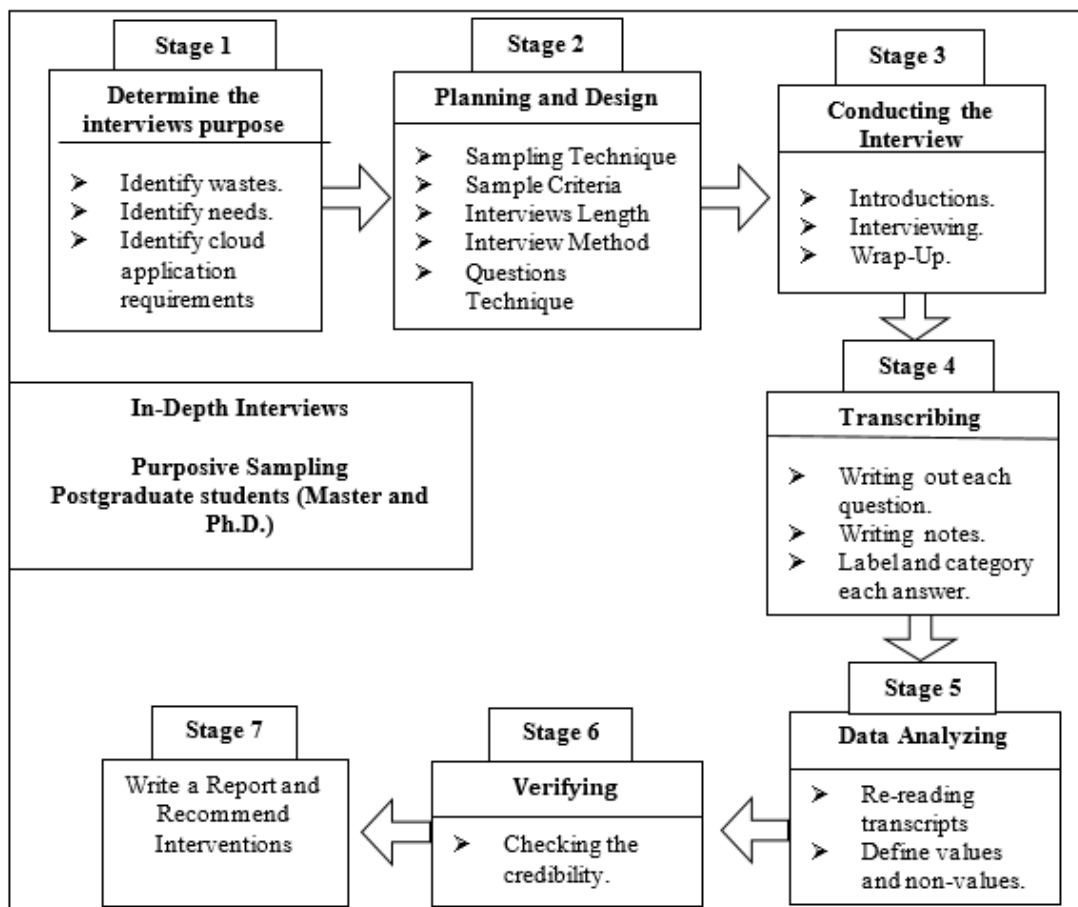 Stage 1
Determine the
interviews purpose
➤ Identify wastes.
➤ Identify needs.
➤ Identify cloud
application
requirements
Stage 2
Planning and Design
➤ Sampling Technique
➤ Sample Criteria
➤ Interviews Length
➤ Interview Method
➤ Questions
Technique
Stage 3
Conducting the
Interview
➤ Introductions.
➤ Interviewing.
➤ Wrap-Up.
In-Depth Interviews
Purposive Sampling
Postgraduate students (Master and
Ph.D.)
Stage 4
Transcribing
➤ Writing out each
question.
➤ Writing notes.
➤ Label and category
each answer.
Stage 5
Data Analyzing
➤ Re-reading
transcripts
➤ Define values
and non-values.
Stage 6
Verifying
➤ Checking the
credibility.
Stage 7
Write a Report and
Recommend
Interventions